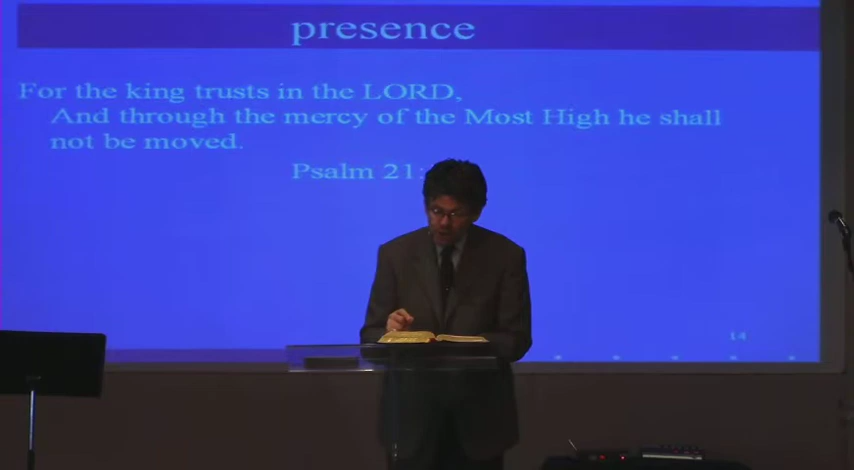 presence
For the king trusts in the LORD,
And through the mercy of the Most High he shall
not be moved.
Psalm 21:
14